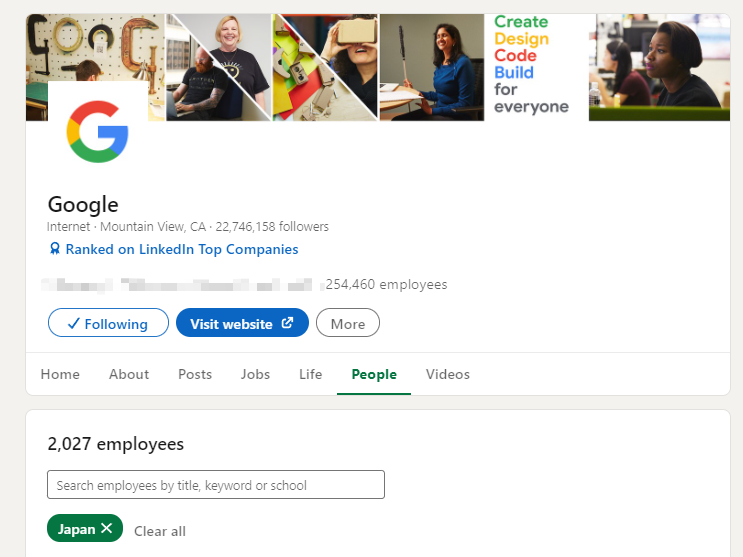 Create
Design
Code
Build
for
everyone
Google
Internet · Mountain View, CA · 22,746,158 followers
Ranked on LinkedIn Top Companies
254,460 employees
Following
Visit website
More
Home About Posts Jobs Life People Videos
2,027 employees
Search employees by title, keyword or school
Japan
Clear all